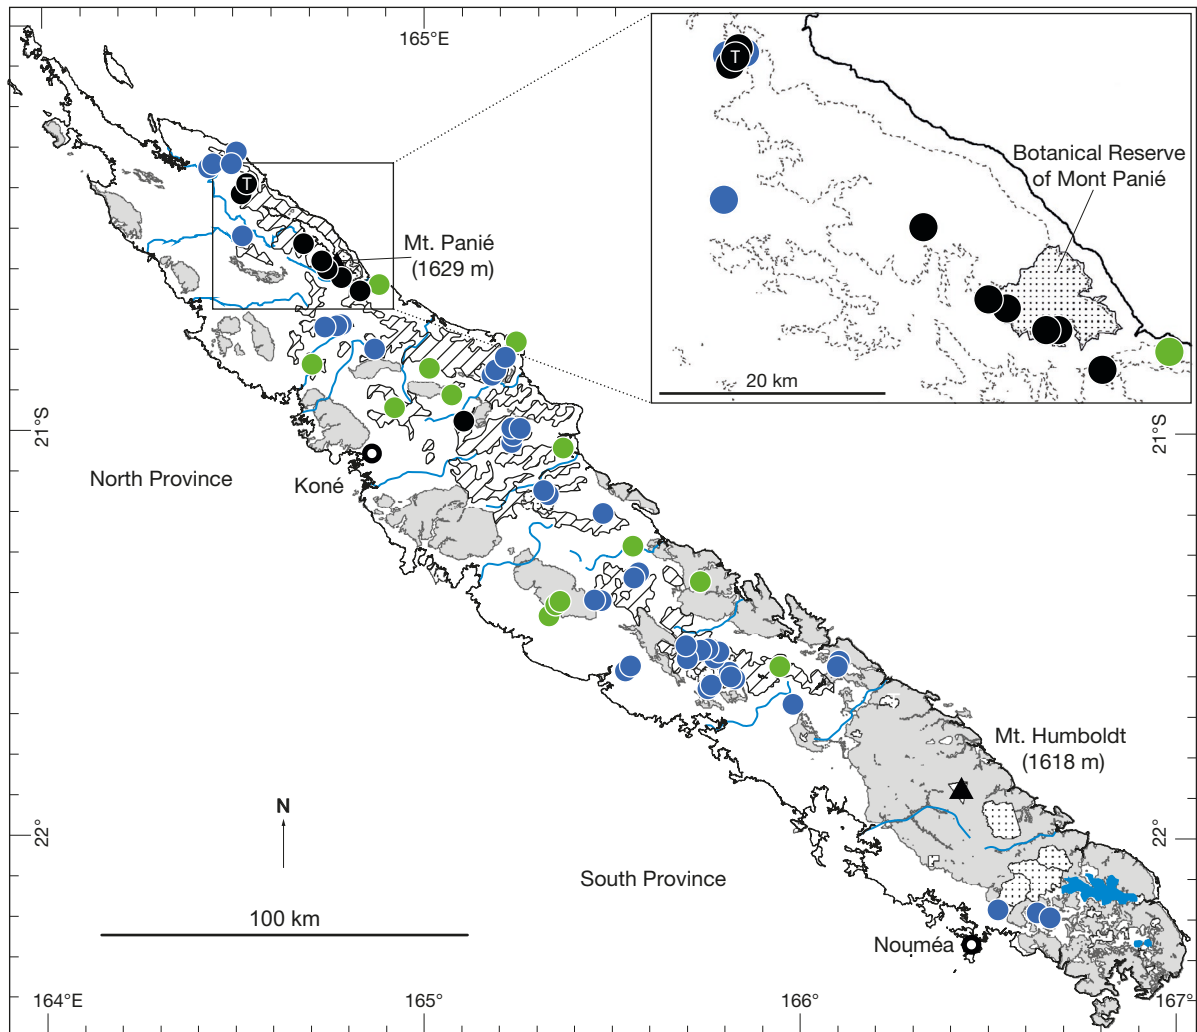 165°E
T
Botanical Reserve
of Mont Panié
20 km
T
Mt. Panié
(1629 m)
21°S
21°S
North Province
Koné
Mt. Humboldt
(1618 m)
N
22°
22°
South Province
100 km
Nouméa
164°E
165°
166°
167°